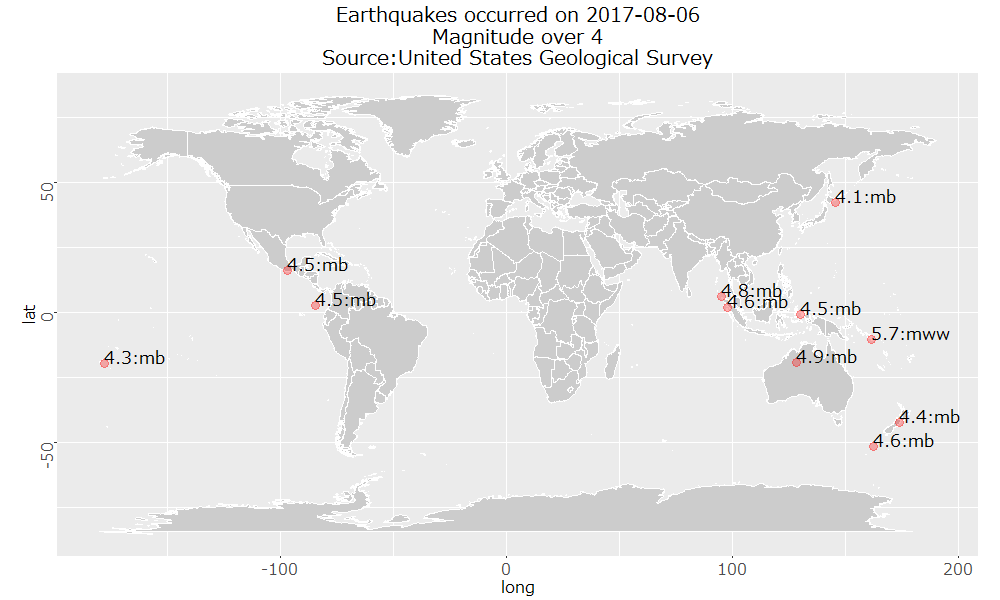 Earthquakes occurred on 2017-08-06
Magnitude over 4
Source:United States Geological Survey
lat
50
0
-50
4.1:mb
4.5:mb
4.8:mb
4.5:mb
4.6:mb
4.5:mb
5.7:mww
4.3:mb
4.9:mb
4.4:mb
4.6:mb
-100
0
100
200
long